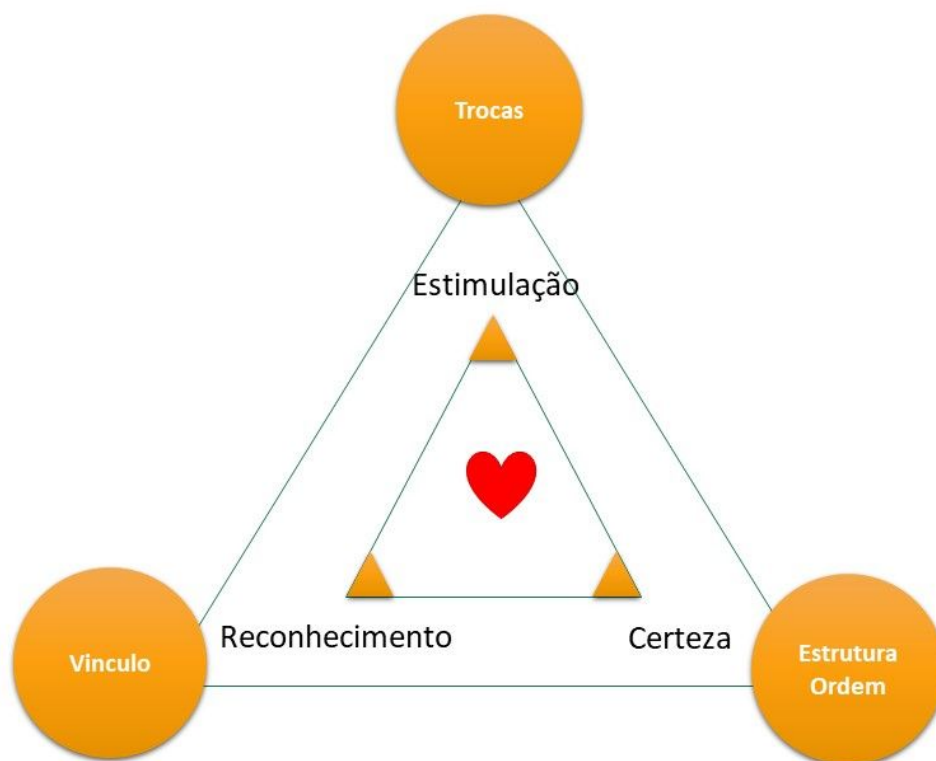 Trocas
Estimulação
Reconhecimento
Certeza
Vinculo
Estrutura
Ordem